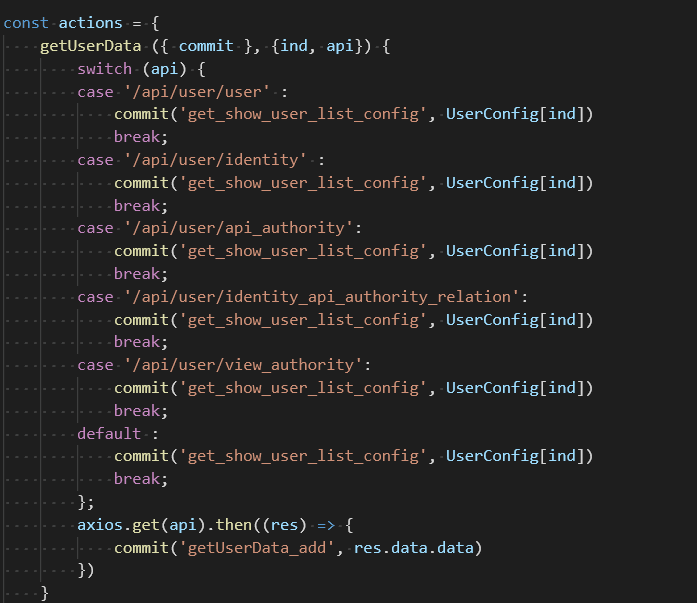 const actions = {
    getUserData ({ commit }, {ind, api}) {
        switch (api) {
        case '/api/user/user' :
            commit('get_show_user_list_config', UserConfig[ind])
            break;
        case '/api/user/identity' :
            commit('get_show_user_list_config', UserConfig[ind])
            break;
        case '/api/user/api_authority':
            commit('get_show_user_list_config', UserConfig[ind])
            break;
        case '/api/user/identity_api_authority_relation':
            commit('get_show_user_list_config', UserConfig[ind])
            break;
        case '/api/user/view_authority':
            commit('get_show_user_list_config', UserConfig[ind])
            break;
        default :
            commit('get_show_user_list_config', UserConfig[ind])
            break;
        };
        axios.get(api).then((res) => {
            commit('getUserData_add', res.data.data)
        })
    }